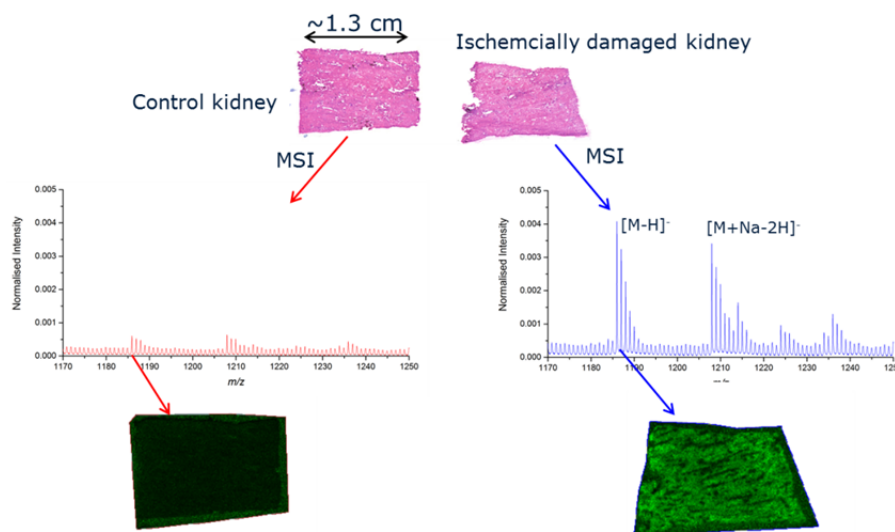 ~1.3 cm
Ischemcially damaged kidney
Control kidney
MSI
MSI
[M-H]⁻
[M+Na-2H]⁻
Normalised Intensity
0.005
0.004
0.003
0.002
0.001
0.000
1170 1180 1190 1200 1210 1220 1230 1240 1250
m/z
Normalised Intensity
0.005
0.004
0.003
0.002
0.001
0.000
1170 1180 1190 1200 1210 1220 1230 1240